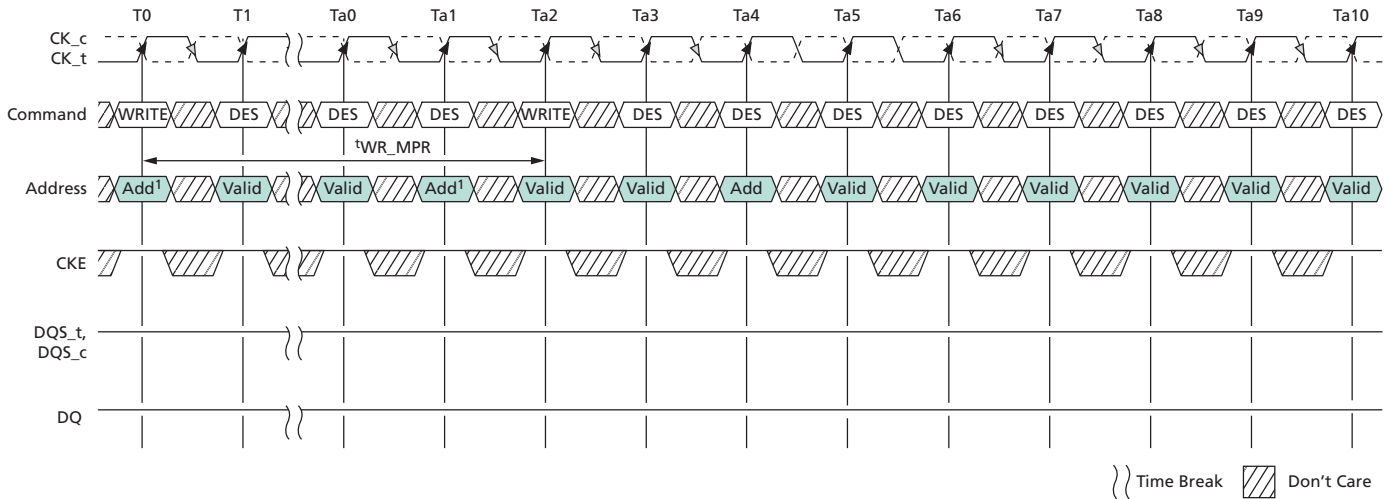 T0 T1 Ta0 Ta1 Ta2 Ta3 Ta4 Ta5 Ta6 Ta7 Ta8 Ta9 Ta10
CK_c
CK_t
Command WRITE DES DES DES WRITE DES DES DES DES DES DES DES DES
tWR_MPR
Address Add1 Valid Valid Add1 Valid Valid Add Valid Valid Valid Valid Valid Valid
CKE
DQS_t,
DQS_c
DQ
Time Break Don't Care